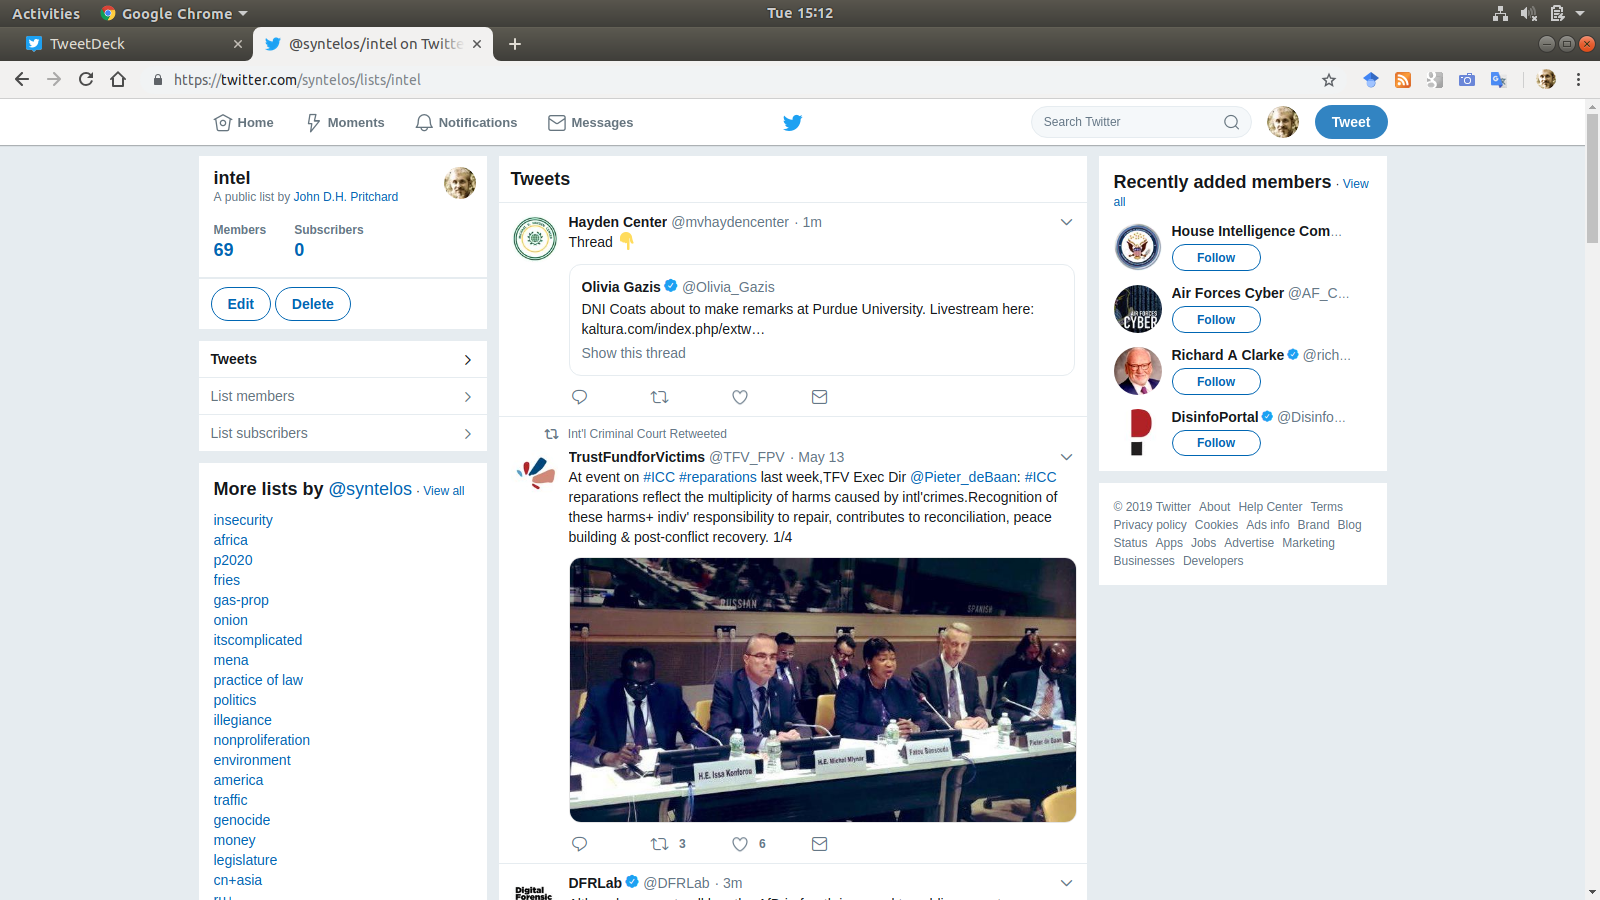 Activities
Google Chrome
Tue 15:12
TweetDeck
@syntelos/intel on Twitte
https://twitter.com/syntelos/lists/intel
Home
Moments
Notifications
Messages
Search Twitter
Tweet
intel
A public list by John D.H. Pritchard
Members
Subscribers
69
0
Edit
Delete
Tweets
List members
List subscribers
More lists by @syntelos · View all
insecurity
africa
p2020
fries
gas-prop
onion
itscomplicated
mena
practice of law
politics
illegiance
nonproliferation
environment
america
traffic
genocide
money
legislature
cn+asia
Tweets
Hayden Center @mvhaydencenter · 1m
Thread 👇
Olivia Gazis @Olivia_Gazis
DNI Coats about to make remarks at Purdue University. Livestream here:
kaltura.com/index.php/extw…
Show this thread
Int'l Criminal Court Retweeted
TrustFundforVictims @TFV_FPV · May 13
At event on #ICC #reparations last week,TFV Exec Dir @Pieter_deBaan: #ICC
reparations reflect the multiplicity of harms caused by intl'crimes.Recognition of
these harms+ indiv' responsibility to repair, contributes to reconciliation, peace
building & post-conflict recovery. 1/4
RUSSIAN
SPANISH
H.E. Issa Konforou
H.E. Michal Mlynár
Fatou Bensouda
Pieter de Baan
3
6
Digital
Forensic
DFRLab @DFRLab · 3m
Recently added members · View
all
House Intelligence Com...
Follow
Air Forces Cyber @AF_C...
AIR FORCES
CYBER
Follow
Richard A Clarke @rich...
Follow
DisinfoPortal @Disinfo...
Follow
© 2019 Twitter About Help Center Terms
Privacy policy Cookies Ads info Brand Blog
Status Apps Jobs Advertise Marketing
Businesses Developers